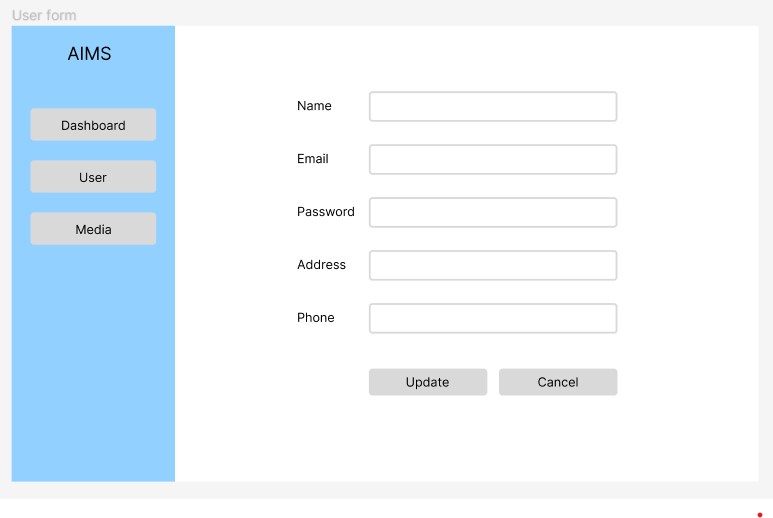 User form
AIMS
Dashboard
User
Media
Name
Email
Password
Address
Phone
Update
Cancel